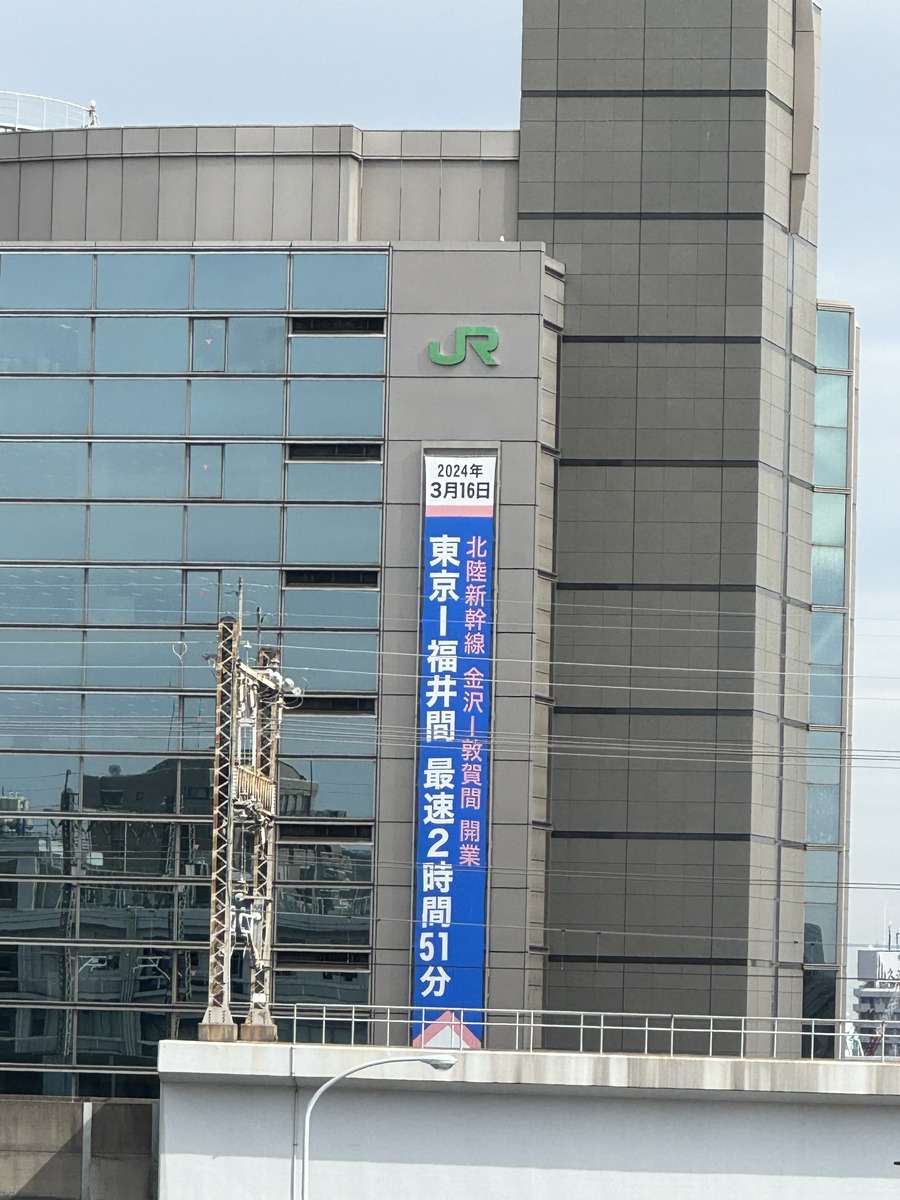 JR
2024年
3月16日
北陸新幹線 金沢ー敦賀間 開業
東京ー福井間 最速2時間51分